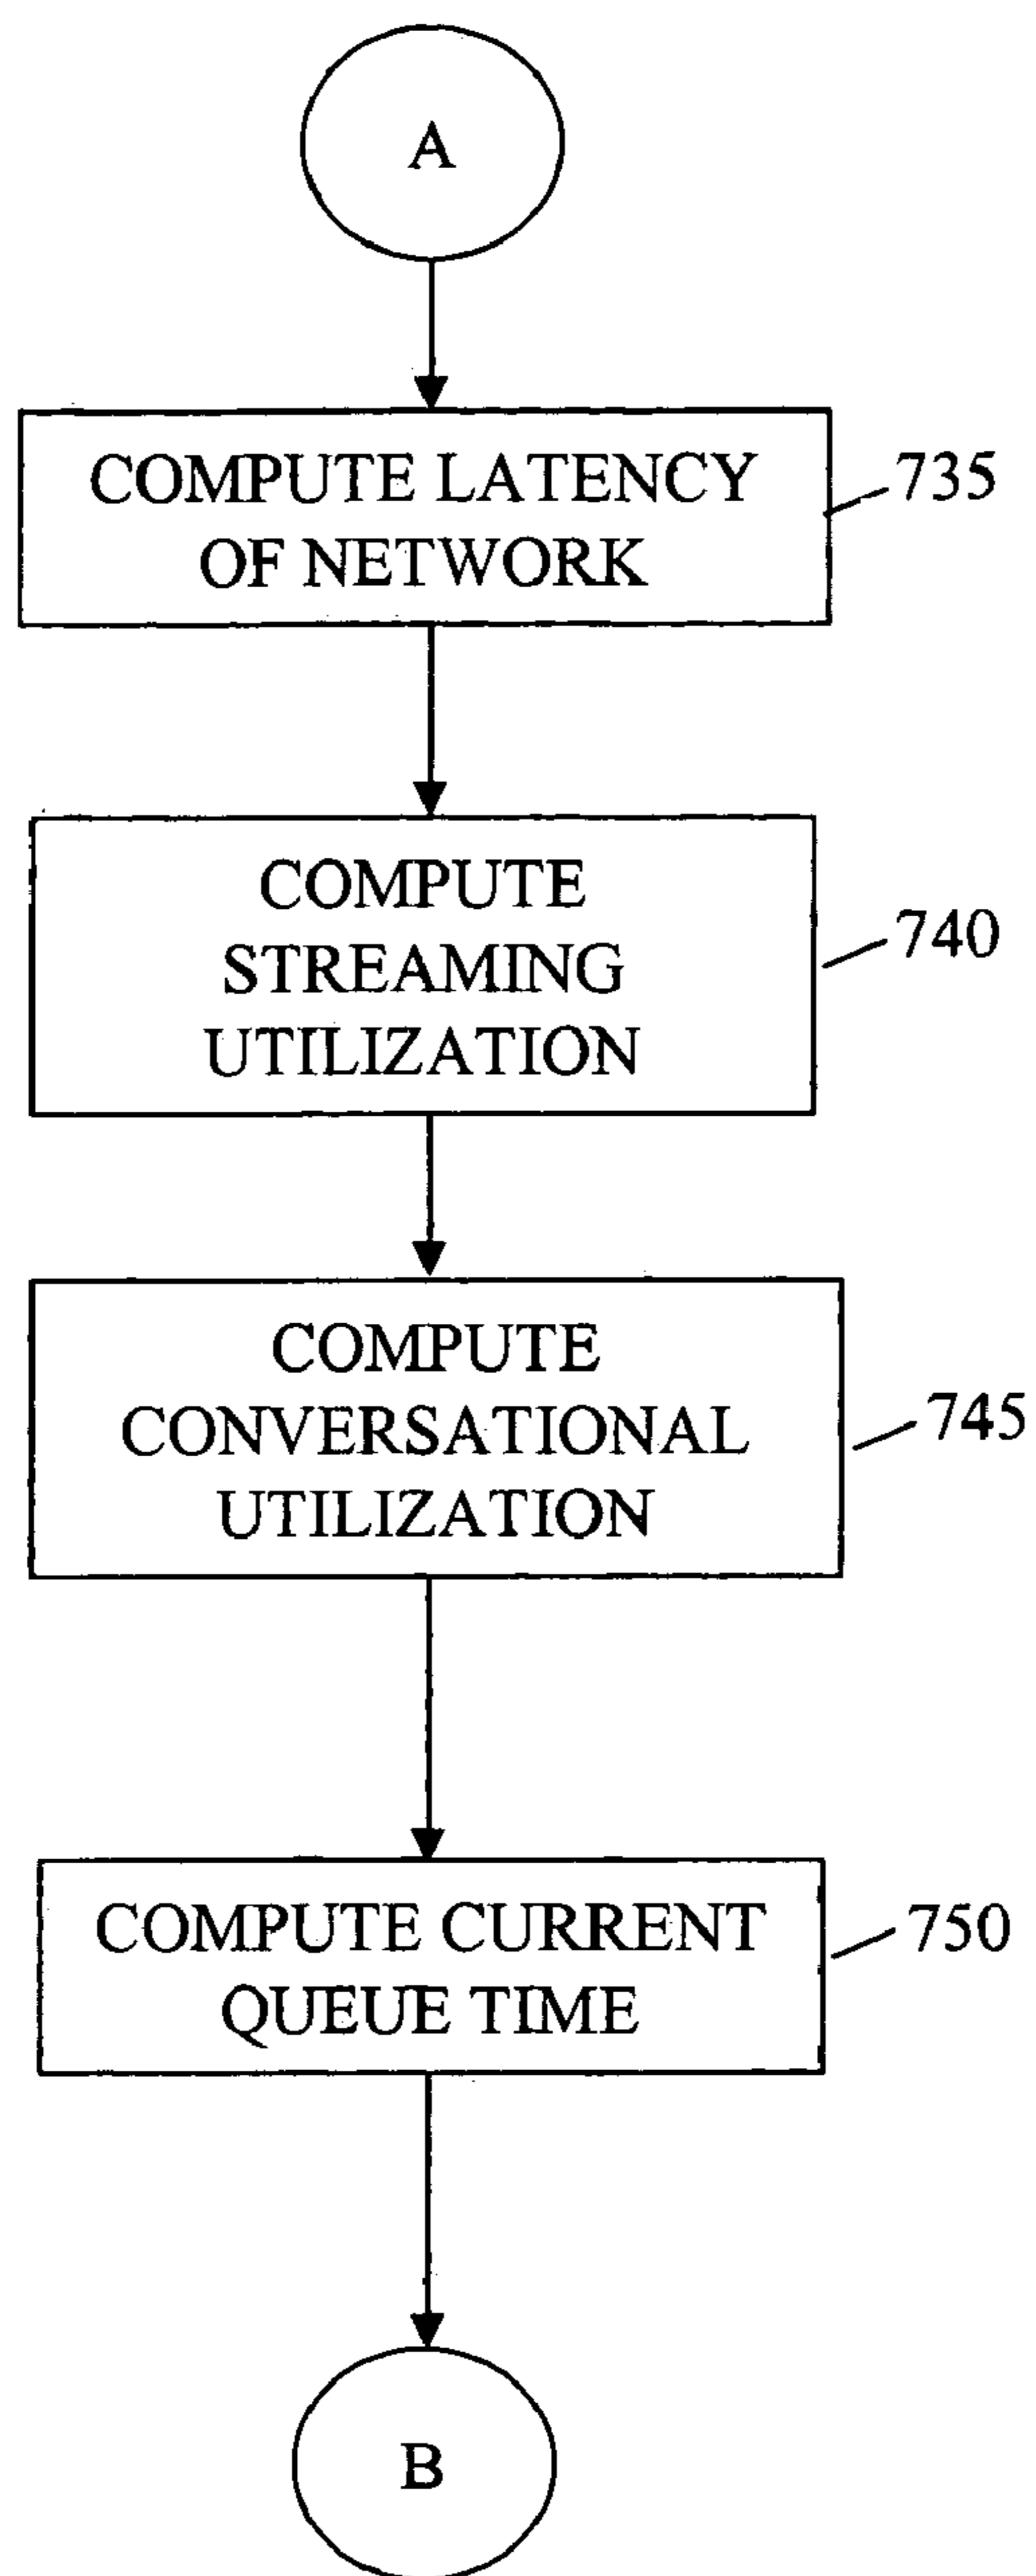 A
COMPUTE LATENCY
OF NETWORK
735
COMPUTE
STREAMING
UTILIZATION
740
COMPUTE
CONVERSATIONAL
UTILIZATION
745
COMPUTE CURRENT
QUEUE TIME
750
B